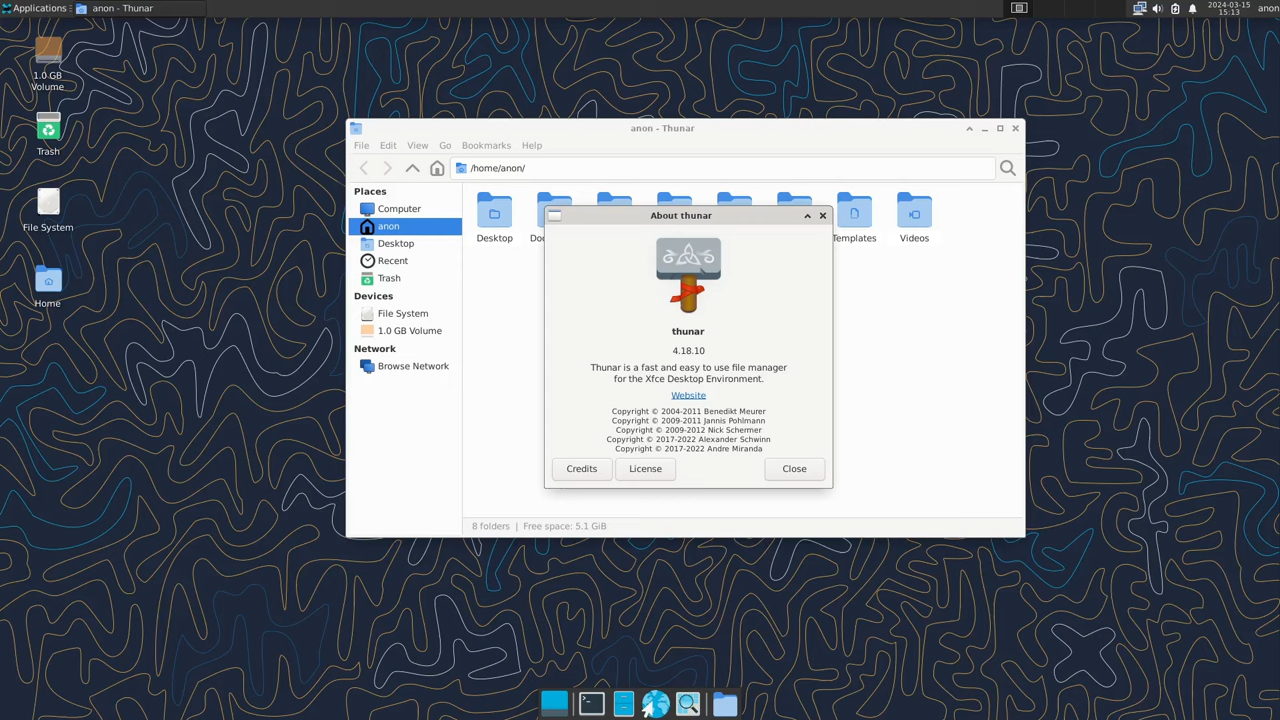 Applications
anon - Thunar
2024-03-15
15:13
anon
1.0 GB
Volume
Trash
File System
Home
anon - Thunar
File Edit View Go Bookmarks Help
/home/anon/
Places
Computer
anon
Desktop
Recent
Trash
Devices
File System
1.0 GB Volume
Network
Browse Network
Desktop
Templates
Videos
About thunar
thunar
4.18.10
Thunar is a fast and easy to use file manager
for the Xfce Desktop Environment.
Website
Copyright © 2004-2011 Benedikt Meurer
Copyright © 2009-2011 Jannis Pohlmann
Copyright © 2009-2012 Nick Schermer
Copyright © 2017-2022 Alexander Schwinn
Copyright © 2017-2022 Andre Miranda
Credits License Close
8 folders | Free space: 5.1 GiB